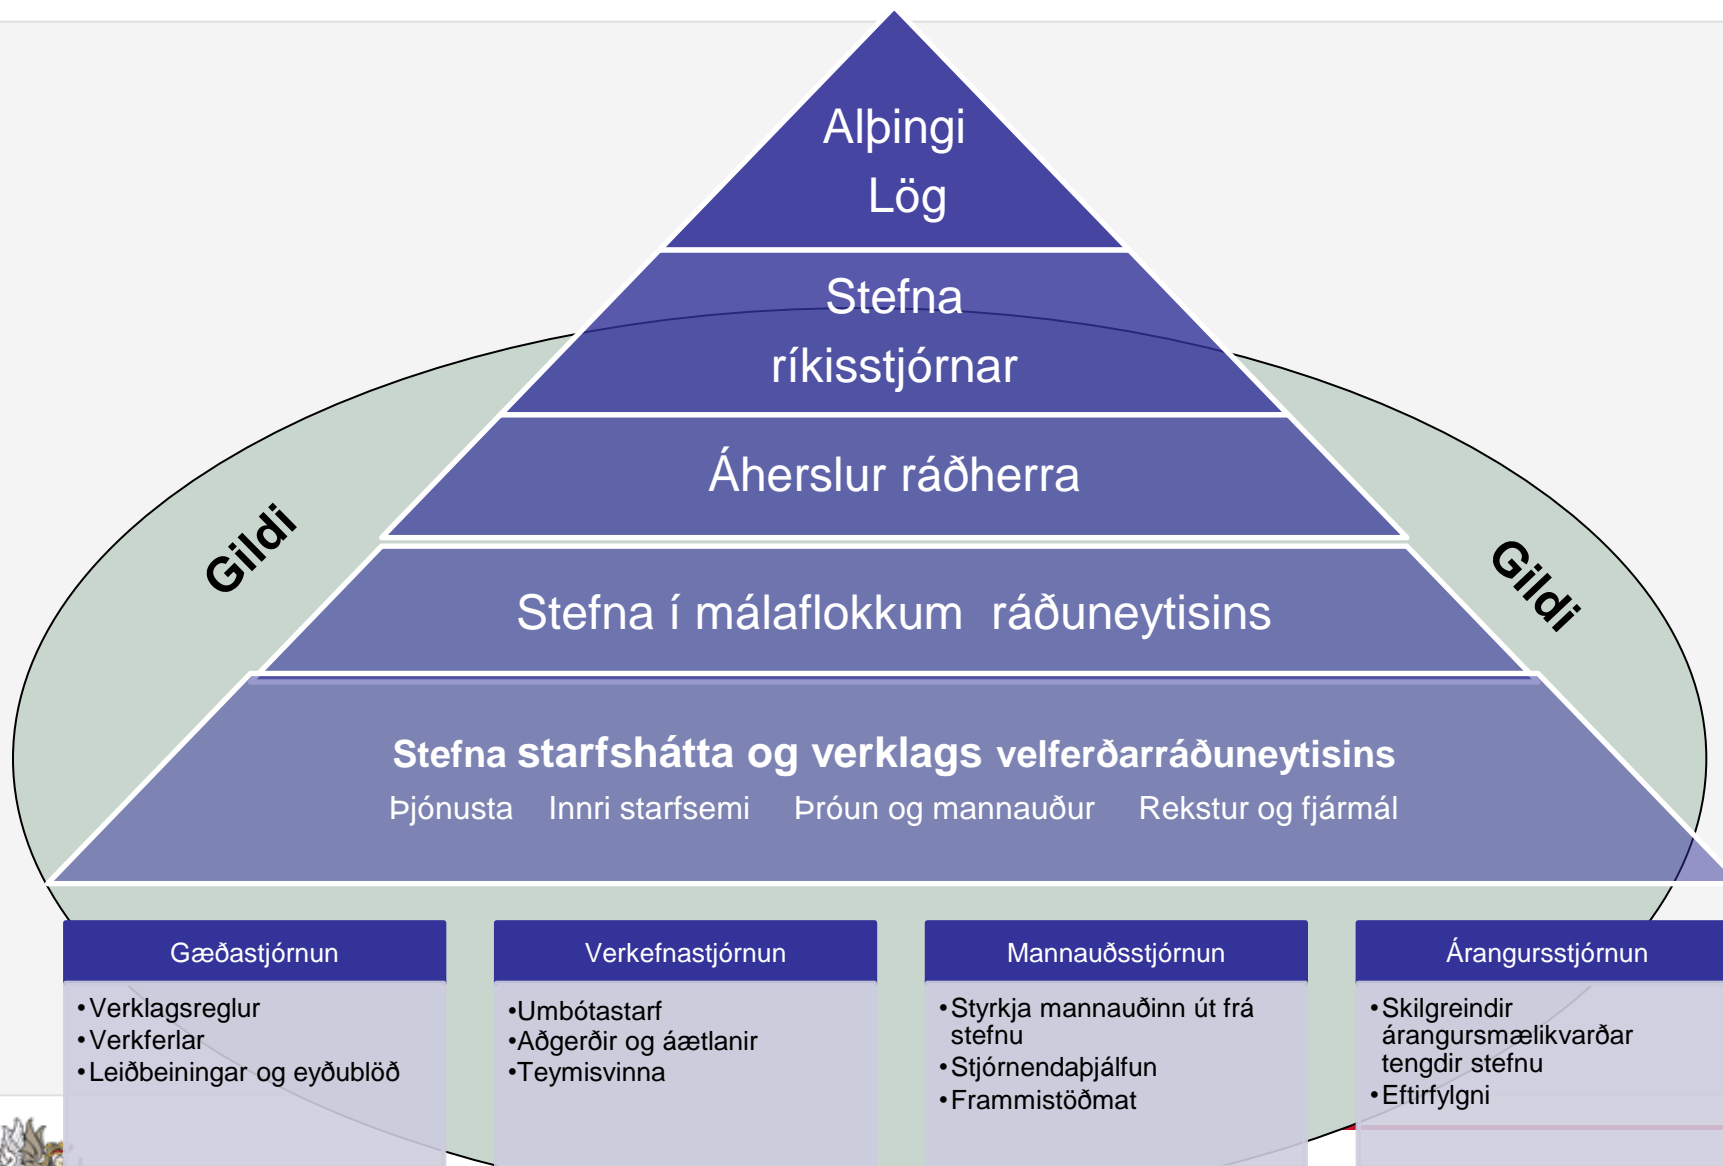 Alþingi
Lög
Stefna
ríkisstjórnar
Áherslur ráðherra
Gildi
Gildi
Stefna í málaflokkum  ráðuneytisins
Stefna starfshátta og verklags velferðarráðuneytisins
Þjónusta Innri starfsemi Þróun og mannauður Rekstur og fjármál
Gæðastjórnun
•Verklagsreglur
•Verkferlar
•Leiðbeiningar og eyðublöð
Verkefnastjórnun
•Umbótastarf
•Aðgerðir og áætlanir
•Teymisvinna
Mannauðsstjórnun
•Styrkja mannauðinn út frá
stefnu
•Stjórnendaþjálfun
•Frammistöðmat
Árangursstjórnun
•Skilgreindir
árangursmælikvarðar
tengdir stefnu
•Eftirfylgni